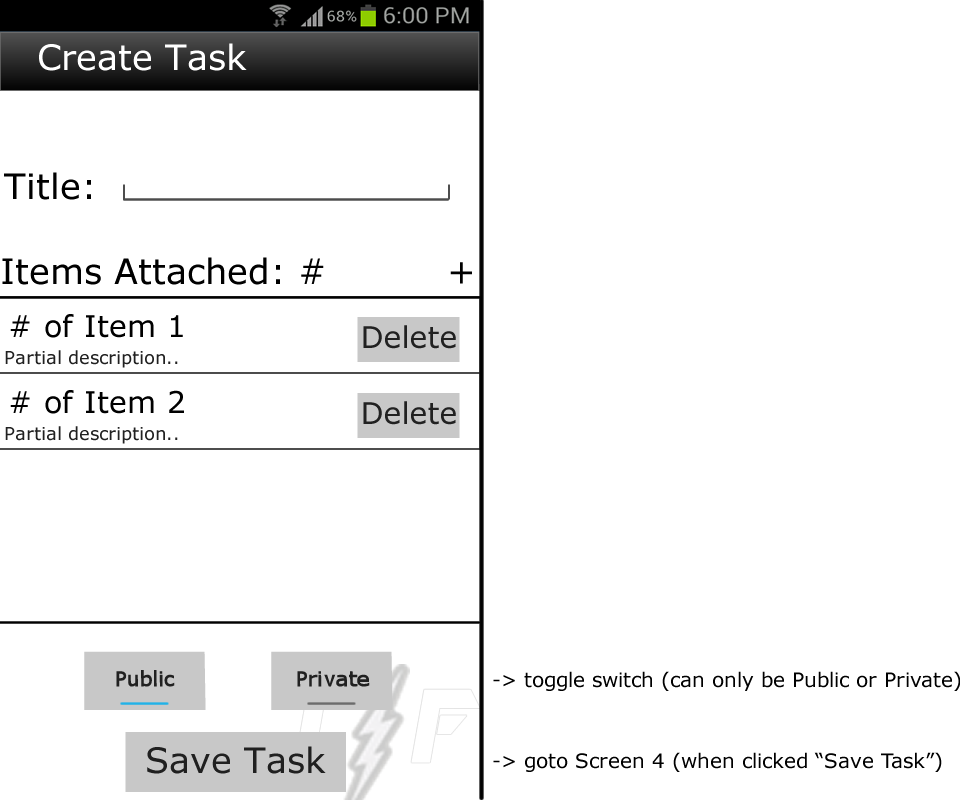 68% 6:00 PM
Create Task
Title:
Items Attached: # +
# of Item 1
Delete
Partial description..
# of Item 2
Delete
Partial description..
Public Private -> toggle switch (can only be Public or Private)
Save Task -> goto Screen 4 (when clicked “Save Task”)